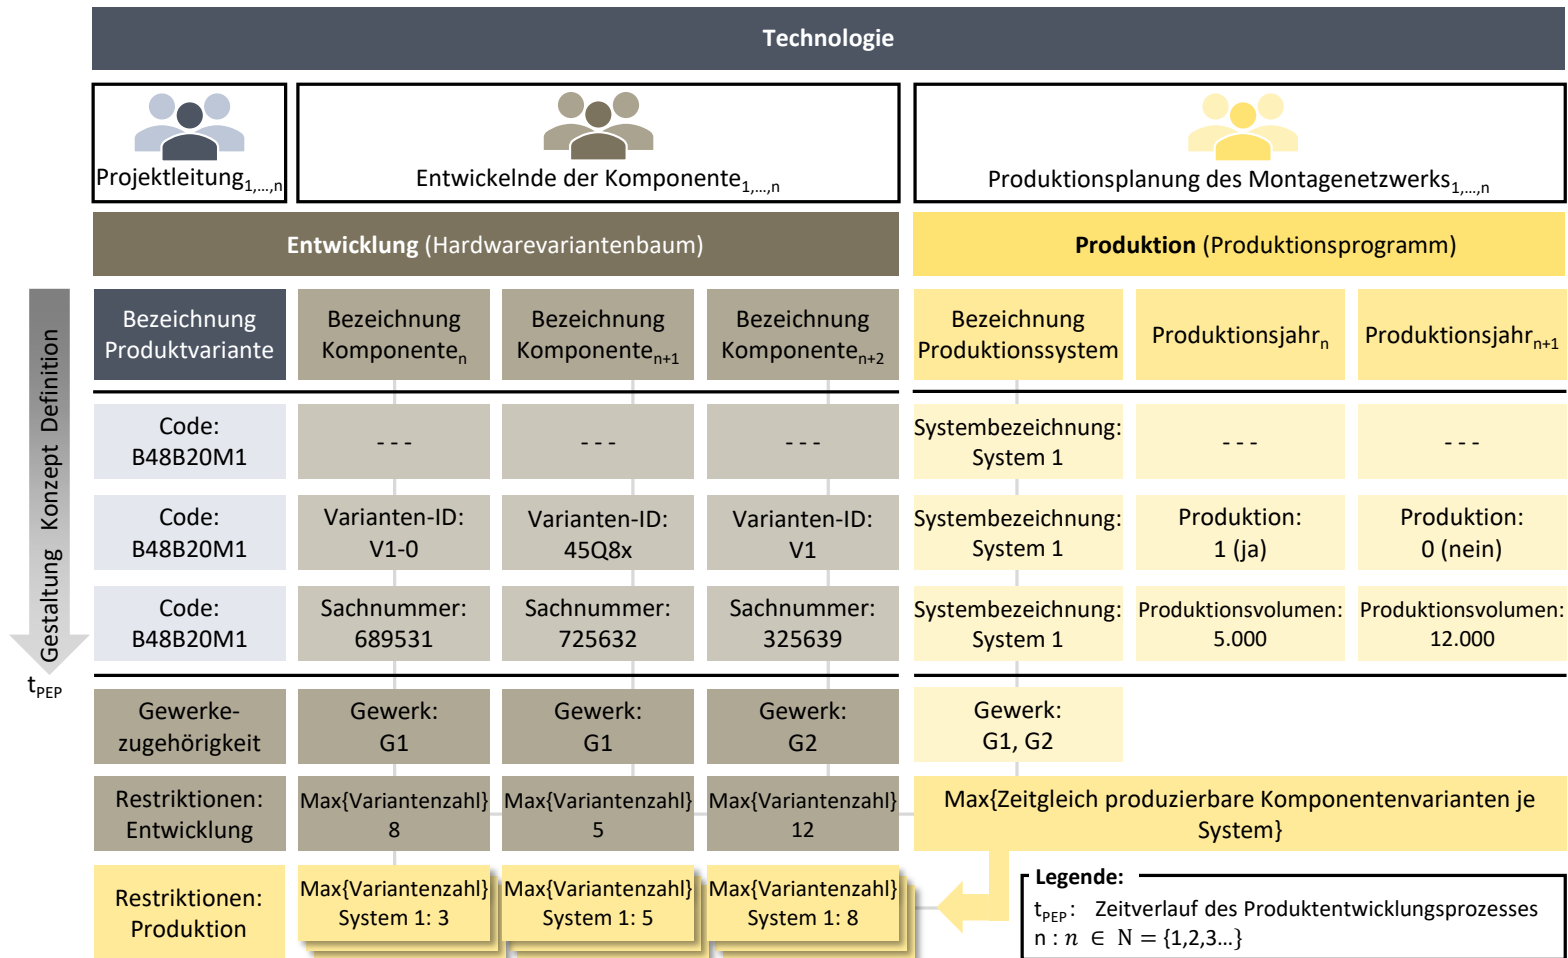 Technologie
Projektleitung1,...,n
Entwickelnde der Komponente1,...,n
Produktionsplanung des Montagenetzwerks1,...,n
Entwicklung (Hardwarevariantenbaum)
Produktion (Produktionsprogramm)
Gestaltung Konzept Definition
tPEP
Bezeichnung
Produktvariante
Bezeichnung
Komponenten
Bezeichnung
Komponenten+1
Bezeichnung
Komponenten+2
Bezeichnung
Produktionssystem
Produktionsjahrn
Produktionsjahrn+1
Code:
B48B20M1
- - -
- - -
- - -
Systembezeichnung:
System 1
- - -
- - -
Code:
B48B20M1
Varianten-ID:
V1-0
Varianten-ID:
45Q8x
Varianten-ID:
V1
Systembezeichnung:
System 1
Produktion:
1 (ja)
Produktion:
0 (nein)
Code:
B48B20M1
Sachnummer:
689531
Sachnummer:
725632
Sachnummer:
325639
Systembezeichnung:
System 1
Produktionsvolumen:
5.000
Produktionsvolumen:
12.000
Gewerke-
zugehörigkeit
Gewerk:
G1
Gewerk:
G1
Gewerk:
G2
Gewerk:
G1, G2
Restriktionen:
Entwicklung
Max{Variantenzahl}
8
Max{Variantenzahl}
5
Max{Variantenzahl}
12
Max{Zeitgleich produzierbare Komponentenvarianten je
System}
Restriktionen:
Produktion
Max{Variantenzahl}
System 1: 3
Max{Variantenzahl}
System 1: 5
Max{Variantenzahl}
System 1: 8
Legende:
tPEP: Zeitverlauf des Produktentwicklungsprozesses
n : n ∈ N = {1,2,3...}